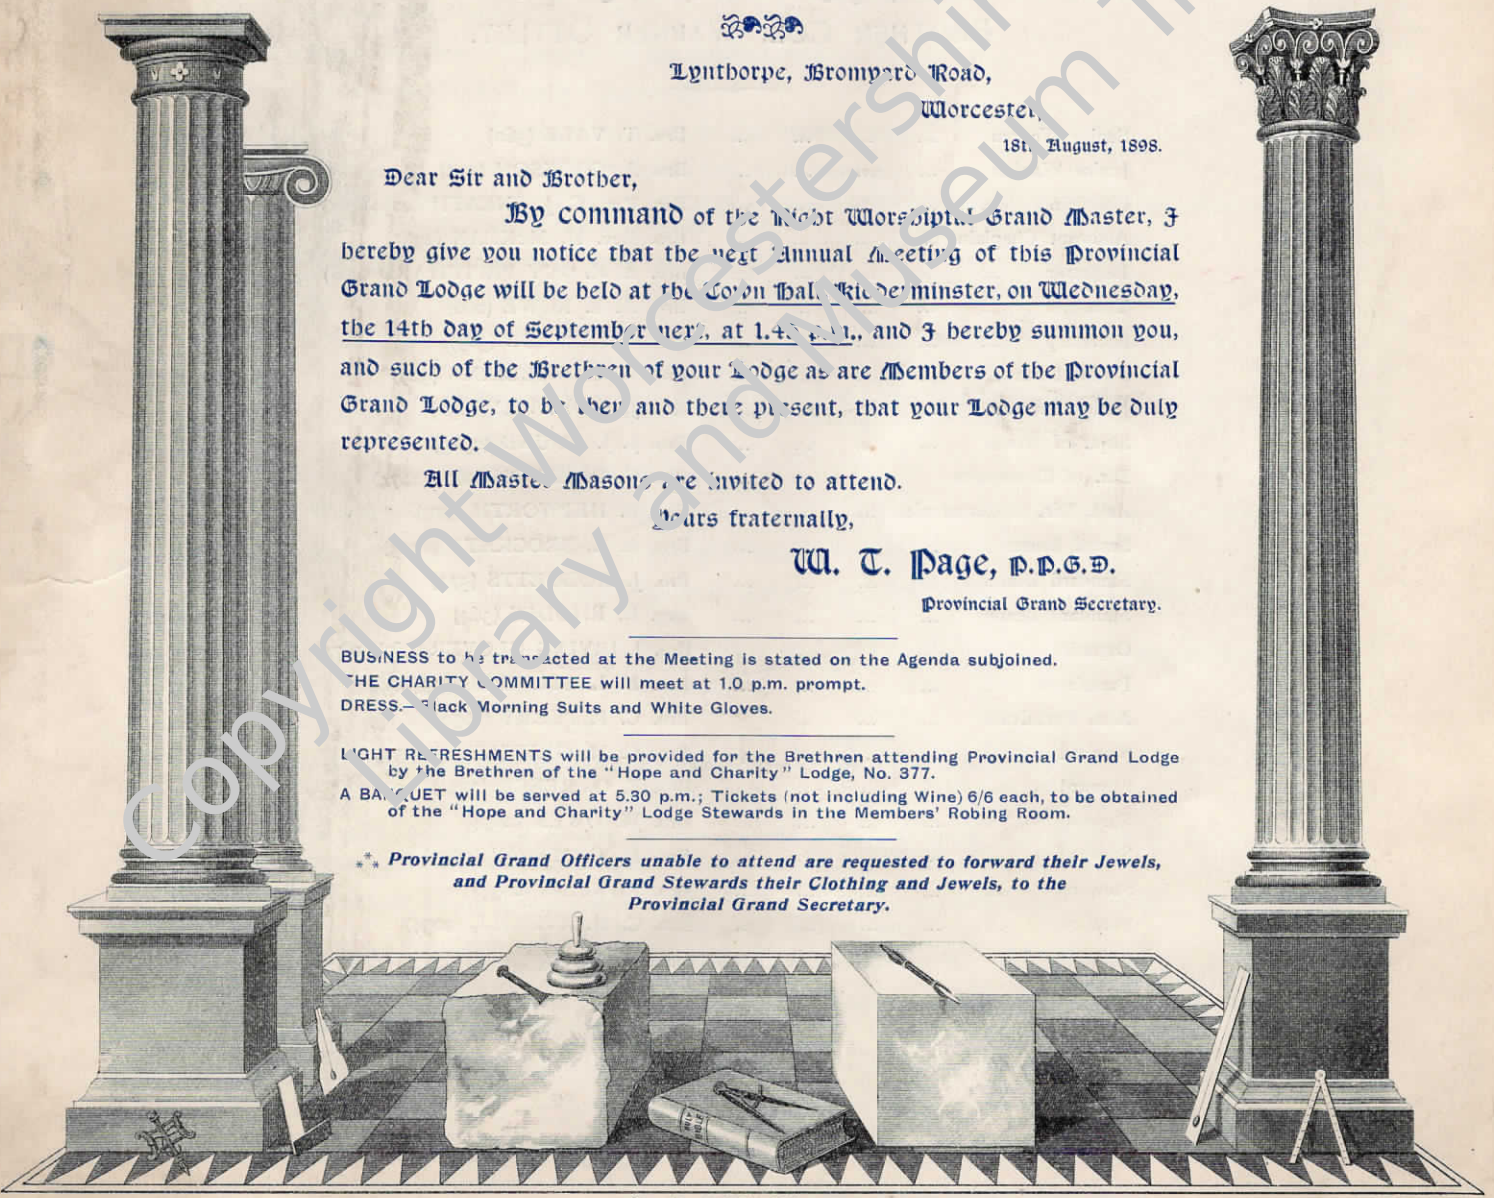 Lynthorpe, Bromyard Road,
Worcester,
18th August, 1898.
Dear Sir and Brother,
By command of the Right Worshipful Grand Master, I
hereby give you notice that the next Annual Meeting of this Provincial
Grand Lodge will be held at the Town Hall, Kidderminster, on Wednesday,
the 14th day of September next, at 1.45 p.m., and I hereby summon you,
and such of the Brethren of your Lodge as are Members of the Provincial
Grand Lodge, to be then and there present, that your Lodge may be duly
represented.
All Master Masons are invited to attend.
Yours fraternally,
W. T. Page, P.P.G.D.
Provincial Grand Secretary.
BUSINESS to be transacted at the Meeting is stated on the Agenda subjoined.
THE CHARITY COMMITTEE will meet at 1.0 p.m. prompt.
DRESS.—Black Morning Suits and White Gloves.
LIGHT REFRESHMENTS will be provided for the Brethren attending Provincial Grand Lodge
by the Brethren of the "Hope and Charity" Lodge, No. 377.
A BANQUET will be served at 5.30 p.m.; Tickets (not including Wine) 6/6 each, to be obtained
of the "Hope and Charity" Lodge Stewards in the Members' Robing Room.
Provincial Grand Officers unable to attend are requested to forward their Jewels,
and Provincial Grand Stewards their Clothing and Jewels, to the
Provincial Grand Secretary.
Copyright Worcestershire
Library and Museum